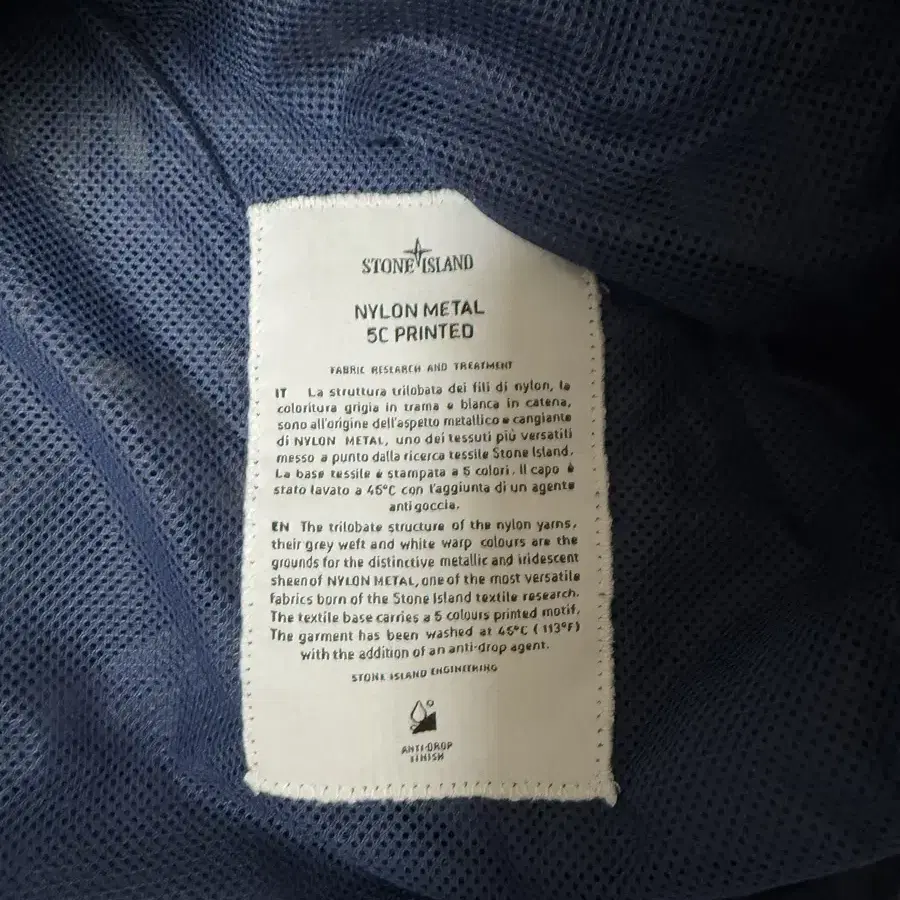 STONE ISLAND
NYLON METAL
5C PRINTED
FABRIC RESEARCH AND TREATMENT
IT La struttura trilobata dei fili di nylon, la
coloritura grigia in trama e bianca in catena,
sono all'origine dell'aspetto metallico e cangiante
di NYLON METAL, uno dei tessuti più versatili
messo a punto dalla ricerca tessile Stone Island.
La base tessile è stampata a 5 colori. Il capo è
stato lavato a 45°C con l'aggiunta di un agente
anti goccia.
EN The trilobate structure of the nylon yarns,
their grey weft and white warp colours are the
grounds for the distinctive metallic and iridescent
sheen of NYLON METAL, one of the most versatile
fabrics born of the Stone Island textile research.
The textile base carries a 5 colours printed motif.
The garment has been washed at 45°C (113°F)
with the addition of an anti-drop agent.
STONE ISLAND ENGINEERING
ANTI-DROP
FINISH